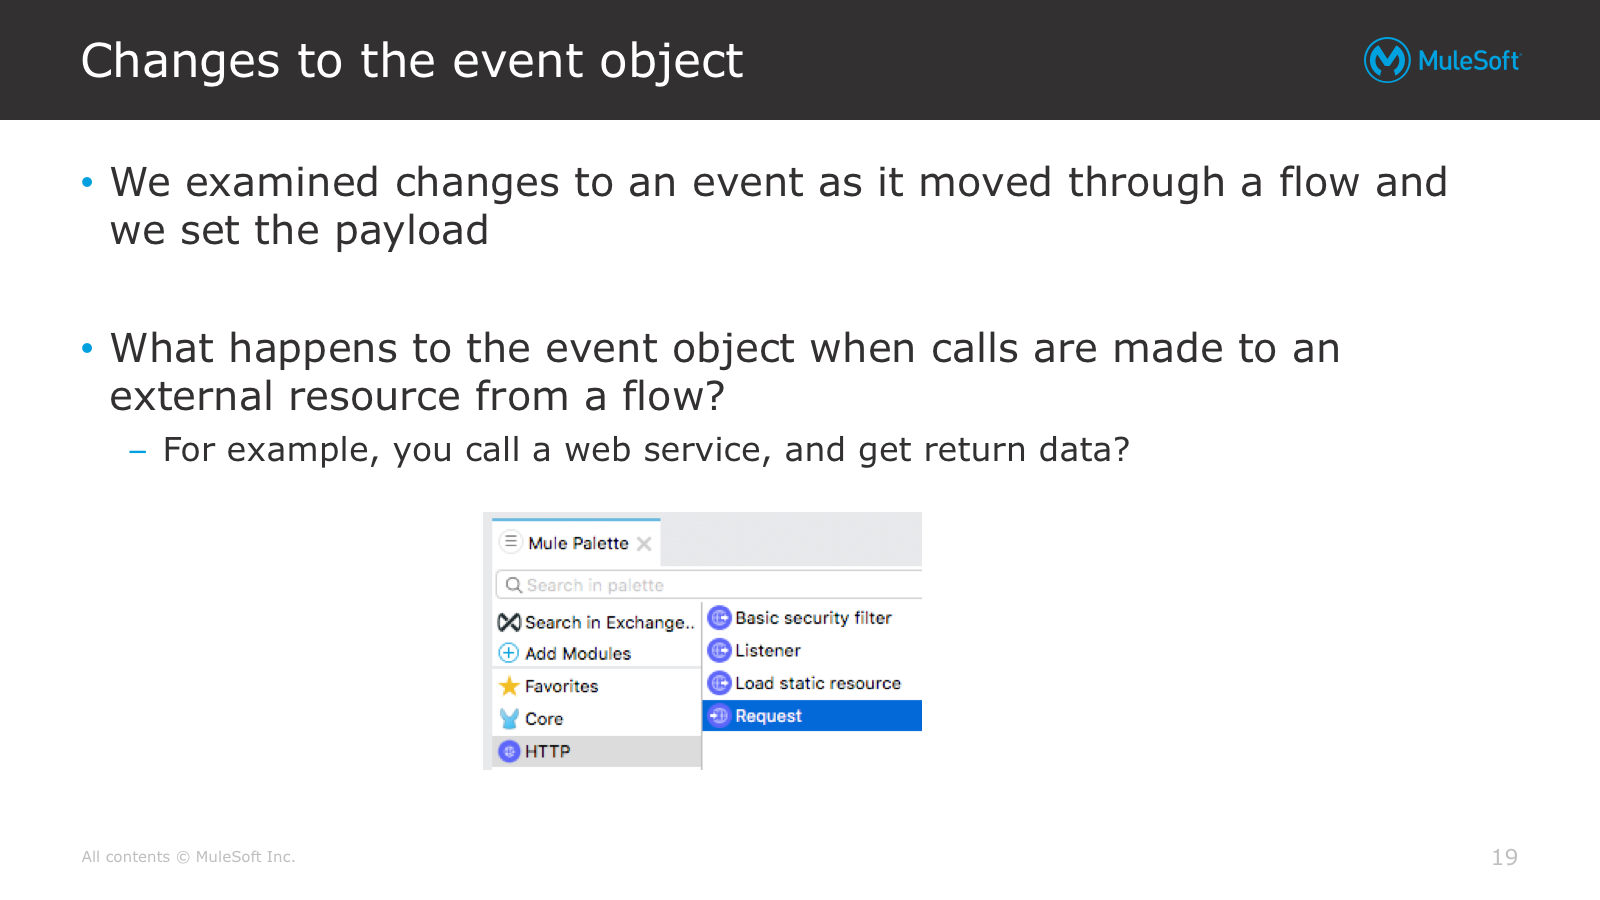 Changes to the event object
MuleSoft
• We examined changes to an event as it moved through a flow and
we set the payload
• What happens to the event object when calls are made to an
external resource from a flow?
– For example, you call a web service, and get return data?
Mule Palette
Search in palette
Search in Exchange..
Add Modules
Favorites
Core
HTTP
Basic security filter
Listener
Load static resource
Request
All contents © MuleSoft Inc.
19